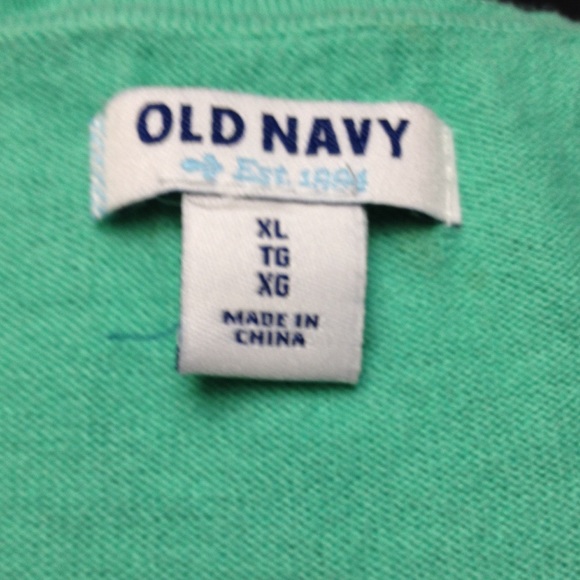 OLD NAVY
Est. 1994
XL
TG
XG
MADE IN
CHINA